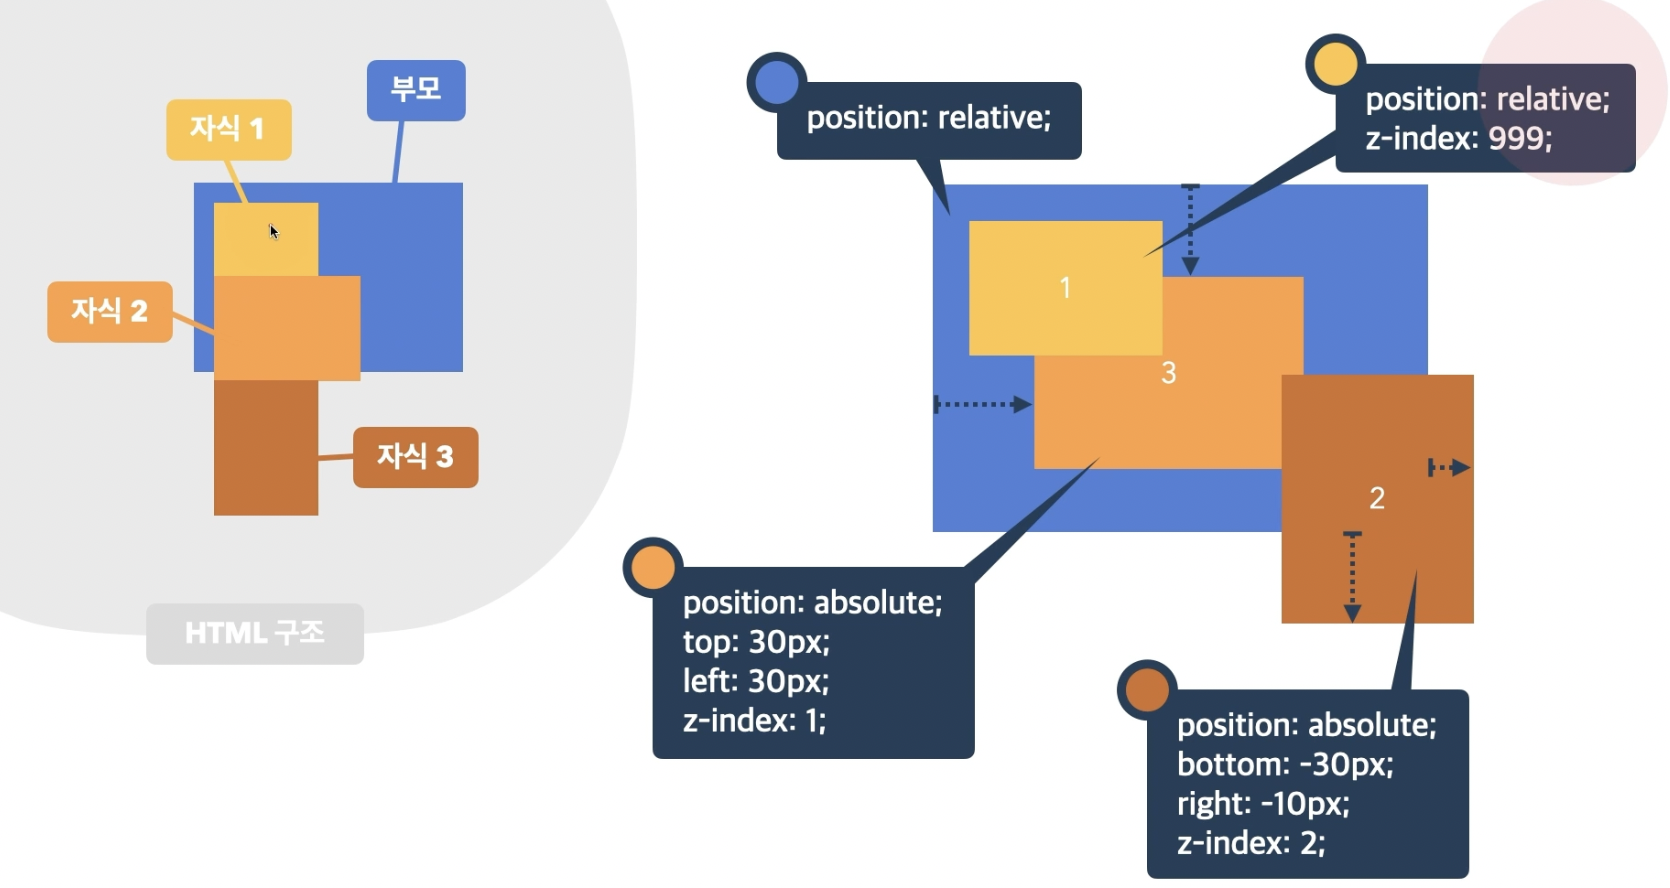 부모
자식 1
자식 2
자식 3
HTML 구조
position: relative;
position: relative;
z-index: 999;
1
3
2
position: absolute;
top: 30px;
left: 30px;
z-index: 1;
position: absolute;
bottom: -30px;
right: -10px;
z-index: 2;